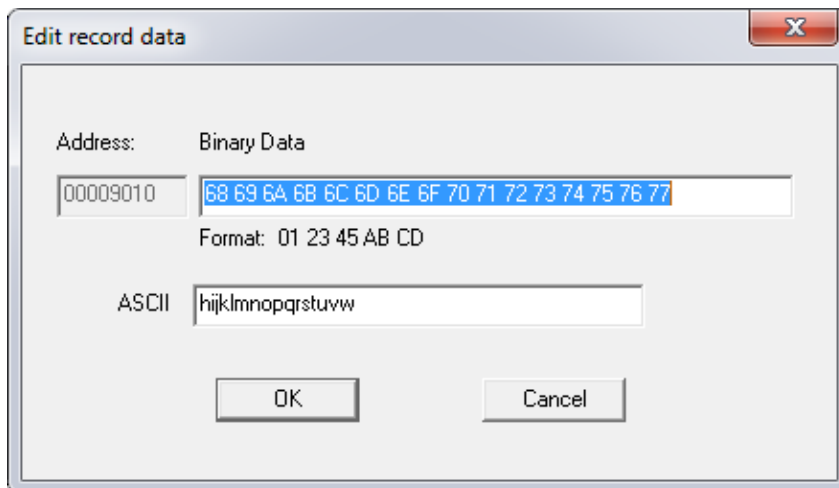 Edit record data
Address: Binary Data
00009010 68 69 6A 6B 6C 6D 6E 6F 70 71 72 73 74 75 76 77
Format: 01 23 45 AB CD
ASCII hijklmnopqrstuvw
OK Cancel